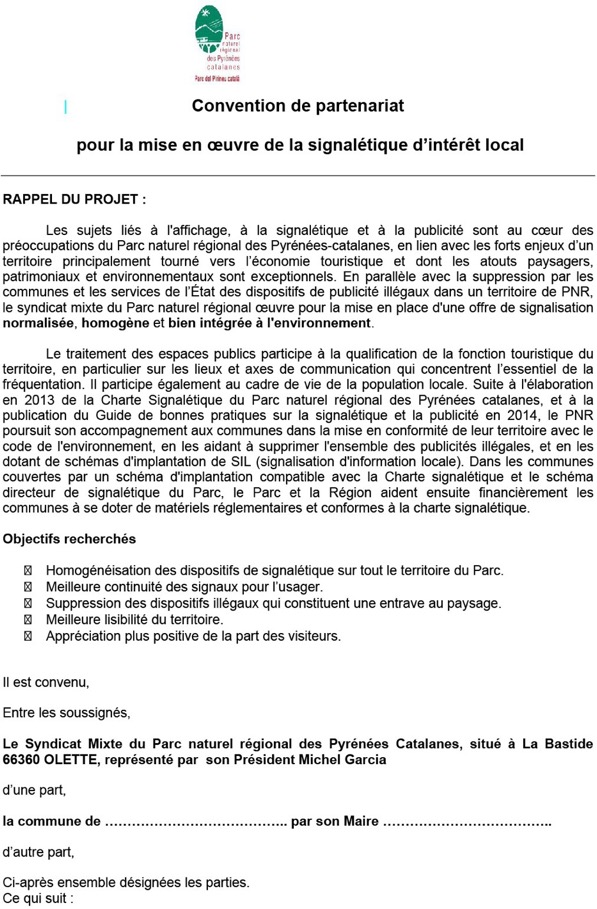 Parc
naturel
régional
des Pyrénées
catalanes
Parc del Pirineu català
Convention de partenariat
pour la mise en œuvre de la signalétique d'intérêt local
RAPPEL DU PROJET :
Les sujets liés à l'affichage, à la signalétique et à la publicité sont au cœur des
préoccupations du Parc naturel régional des Pyrénées-catalanes, en lien avec les forts enjeux d'un
territoire principalement tourné vers l'économie touristique et dont les atouts paysagers,
patrimoniaux et environnementaux sont exceptionnels. En parallèle avec la suppression par les
communes et les services de l'État des dispositifs de publicité illégaux dans un territoire de PNR,
le syndicat mixte du Parc naturel régional œuvre pour la mise en place d'une offre de signalisation
normalisée, homogène et bien intégrée à l'environnement.
Le traitement des espaces publics participe à la qualification de la fonction touristique du
territoire, en particulier sur les lieux et axes de communication qui concentrent l'essentiel de la
fréquentation. Il participe également au cadre de vie de la population locale. Suite à l'élaboration
en 2013 de la Charte Signalétique du Parc naturel régional des Pyrénées catalanes, et à la
publication du Guide de bonnes pratiques sur la signalétique et la publicité en 2014, le PNR
poursuit son accompagnement aux communes dans la mise en conformité de leur territoire avec le
code de l'environnement, en les aidant à supprimer l'ensemble des publicités illégales, et en les
dotant de schémas d'implantation de SIL (signalisation d'information locale). Dans les communes
couvertes par un schéma d'implantation compatible avec la Charte signalétique et le schéma
directeur de signalétique du Parc, le Parc et la Région aident ensuite financièrement les
communes à se doter de matériels réglementaires et conformes à la charte signalétique.
Objectifs recherchés
Homogénéisation des dispositifs de signalétique sur tout le territoire du Parc.
Meilleure continuité des signaux pour l'usager.
Suppression des dispositifs illégaux qui constituent une entrave au paysage.
Meilleure lisibilité du territoire.
Appréciation plus positive de la part des visiteurs.
Il est convenu,
Entre les soussignés,
Le Syndicat Mixte du Parc naturel régional des Pyrénées Catalanes, situé à La Bastide
66360 OLETTE, représenté par son Président Michel Garcia
d'une part,
la commune de ………………………………….. par son Maire ………………………………..
d'autre part,
Ci-après ensemble désignées les parties.
Ce qui suit :